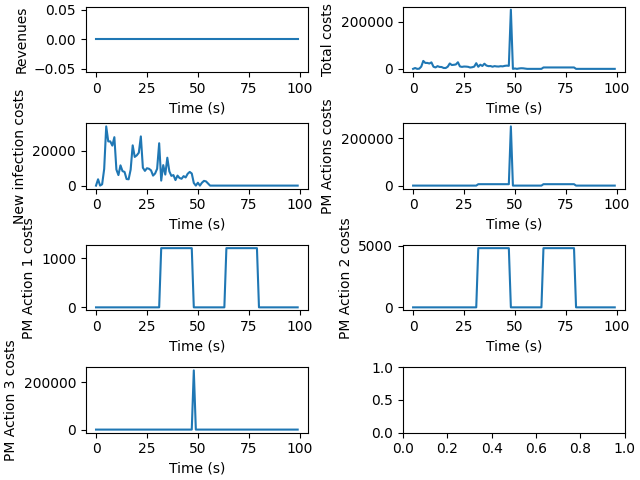 Revenues
0.05
0.00
−0.05
0 25 50 75 100
Time (s)
Total costs
200000
0
0 25 50 75 100
Time (s)
New infection costs
20000
0
0 25 50 75 100
Time (s)
PM Actions costs
200000
0
0 25 50 75 100
Time (s)
PM Action 1 costs
1000
0
0 25 50 75 100
Time (s)
PM Action 2 costs
5000
0
0 25 50 75 100
Time (s)
PM Action 3 costs
200000
0
0 25 50 75 100
Time (s)
1.0
0.5
0.0
0.0 0.2 0.4 0.6 0.8 1.0